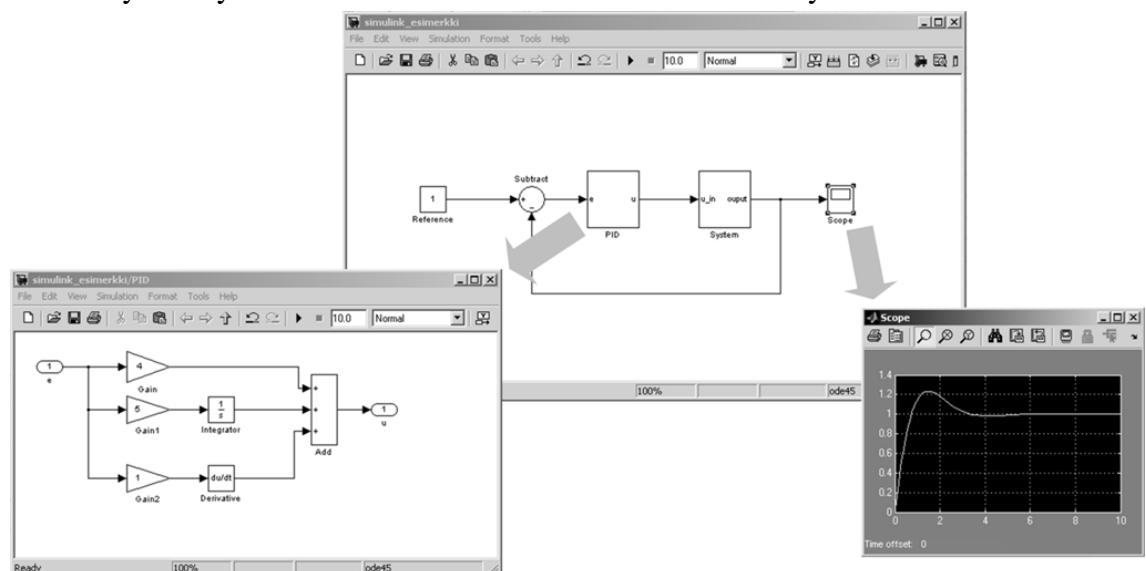 simulink_esimerkki
File Edit View Simulation Format Tools Help
10.0 Normal
Subtract
1
+
−
e u
u_in ouput
Reference
PID
System
Scope
100% ode45
simulink_esimerkki/PID
File Edit View Simulation Format Tools Help
10.0 Normal
1
e
4
Gain
5
Gain1
1
s
Integrator
1
Gain2
du/dt
Derivative
+
+
+
Add
1
u
Ready 100% ode45
Scope
1.4
1.2
1
0.8
0.6
0.4
0.2
0
0 2 4 6 8 10
Time offset: 0